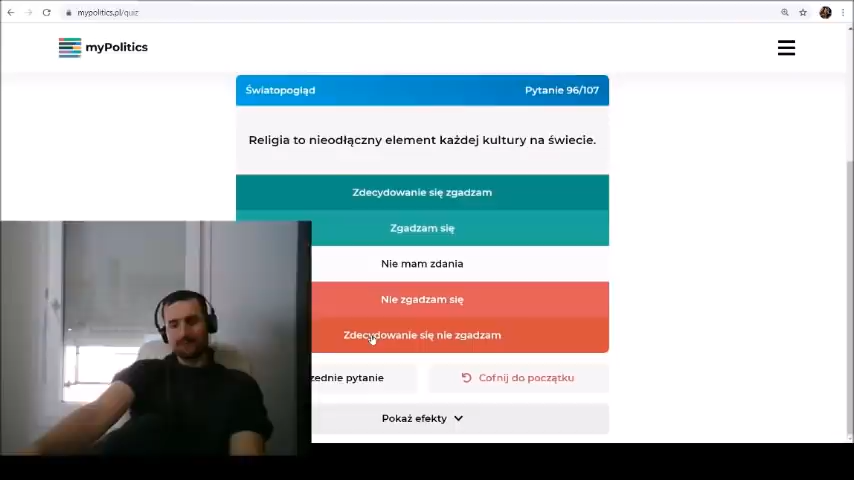 mypolitics.pl/quiz
myPolitics
Światopogląd
Pytanie 96/107
Religia to nieodłączny element każdej kultury na świecie.
Zdecydowanie się zgadzam
Zgadzam się
Nie mam zdania
Nie zgadzam się
Zdecydowanie się nie zgadzam
pytanie
Cofnij do początku
Pokaż efekty